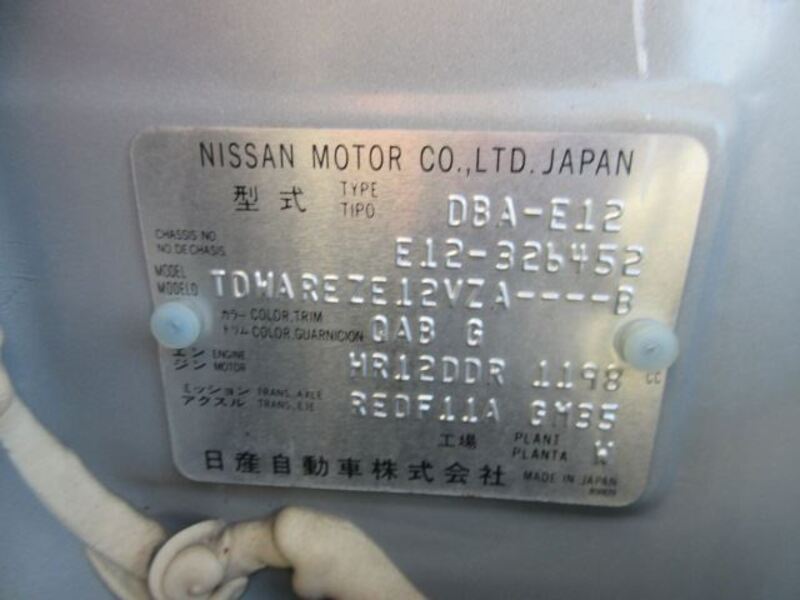 NISSAN MOTOR CO.,LTD. JAPAN
型式 TYPE TIPO DBA-E12
CHASSIS NO. NO.DE CHASIS E12-326452
MODEL MODELO TDWAREZE12VZA----B
カラー COLOR,TRIM
トリム COLOR,GUARNICION QAB G
エンジン ENGINE MOTOR HR12DDR 1198 cc
ミッション TRANS.,AXLE
アクスル TRANS.,EJE REDF11A GM35
工場 PLANT PLANTA W
日産自動車株式会社 MADE IN JAPAN